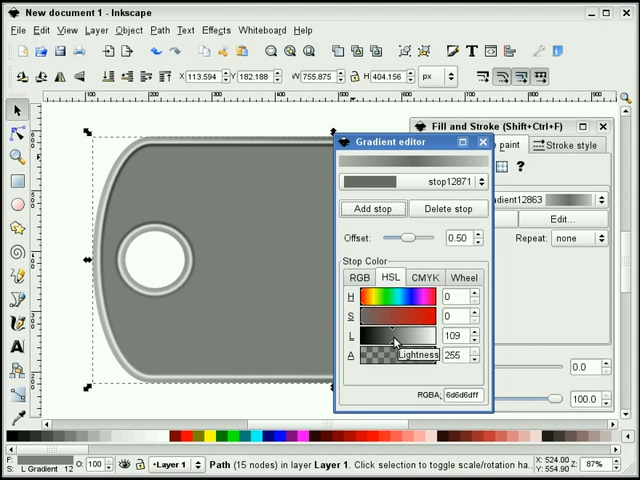 New document 1 - Inkscape
File Edit View Layer Object Path Text Effects Whiteboard Help
X 113.594 Y 182.188 W 755.875 H 404.156 px
Fill and Stroke (Shift+Ctrl+F)
paint Stroke style
?
Gradient editor
stop12871
Add stop Delete stop
Offset: 0.50
Stop Color
RGB HSL CMYK Wheel
H 0
S 0
L 109
A 255
Lightness
RGBA: 6d6d6dff
adient12863
Edit...
Repeat: none
0.0
100.0
F: L Gradient 12 O: 100 Layer 1 Path (15 nodes) in layer Layer 1. Click selection to toggle scale/rotation ha... X: 524.00 Z: 87%
S: Y: 554.90